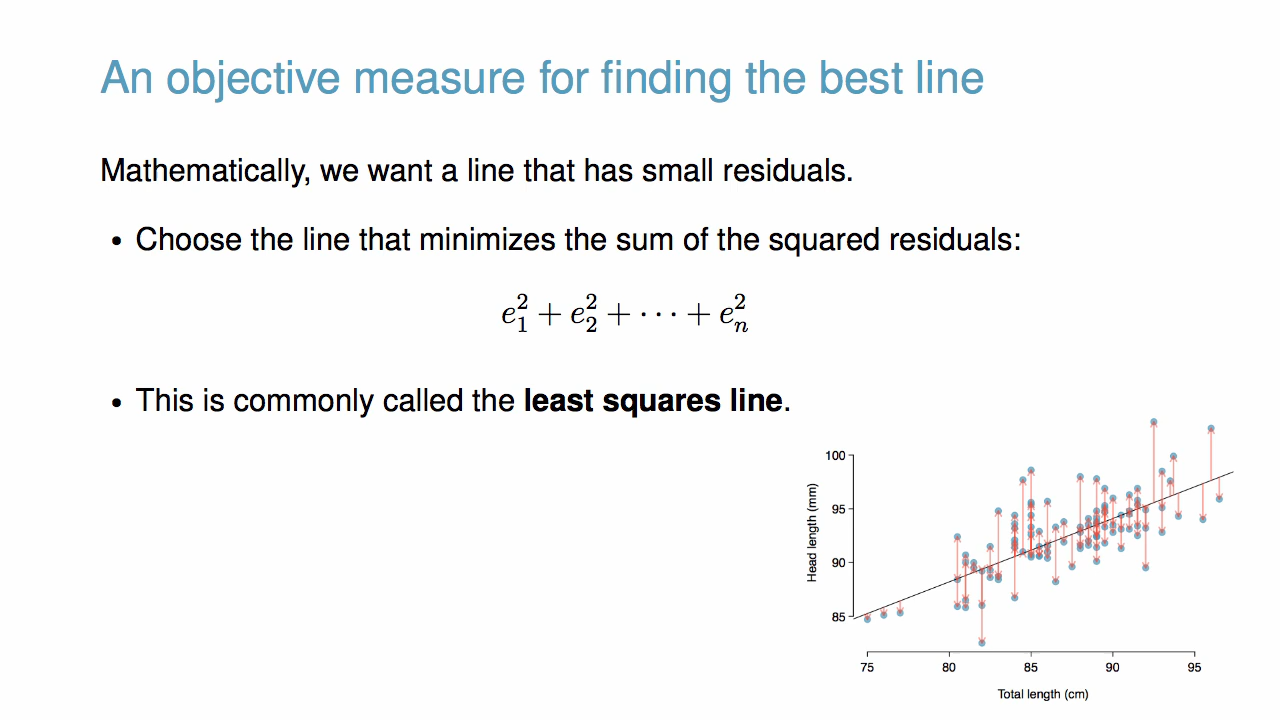 An objective measure for finding the best line
Mathematically, we want a line that has small residuals.
• Choose the line that minimizes the sum of the squared residuals:
e₁² + e₂² + ⋯ + eₙ²
• This is commonly called the least squares line.
100
95
90
85
Head length (mm)
75 80 85 90 95
Total length (cm)